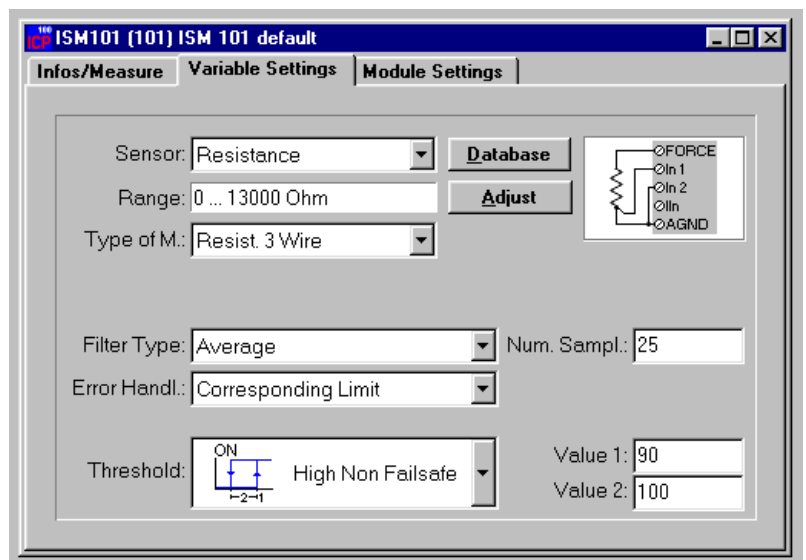 100
ICP ISM101 (101) ISM 101 default
Infos/Measure Variable Settings Module Settings
Sensor: Resistance Database
Range: 0 ... 13000 Ohm Adjust
Type of M.: Resist. 3 Wire
FORCE
In 1
In 2
IIn
AGND
Filter Type: Average Num. Sampl.: 25
Error Handl.: Corresponding Limit
Threshold: ON High Non Failsafe
2 1
Value 1: 90
Value 2: 100